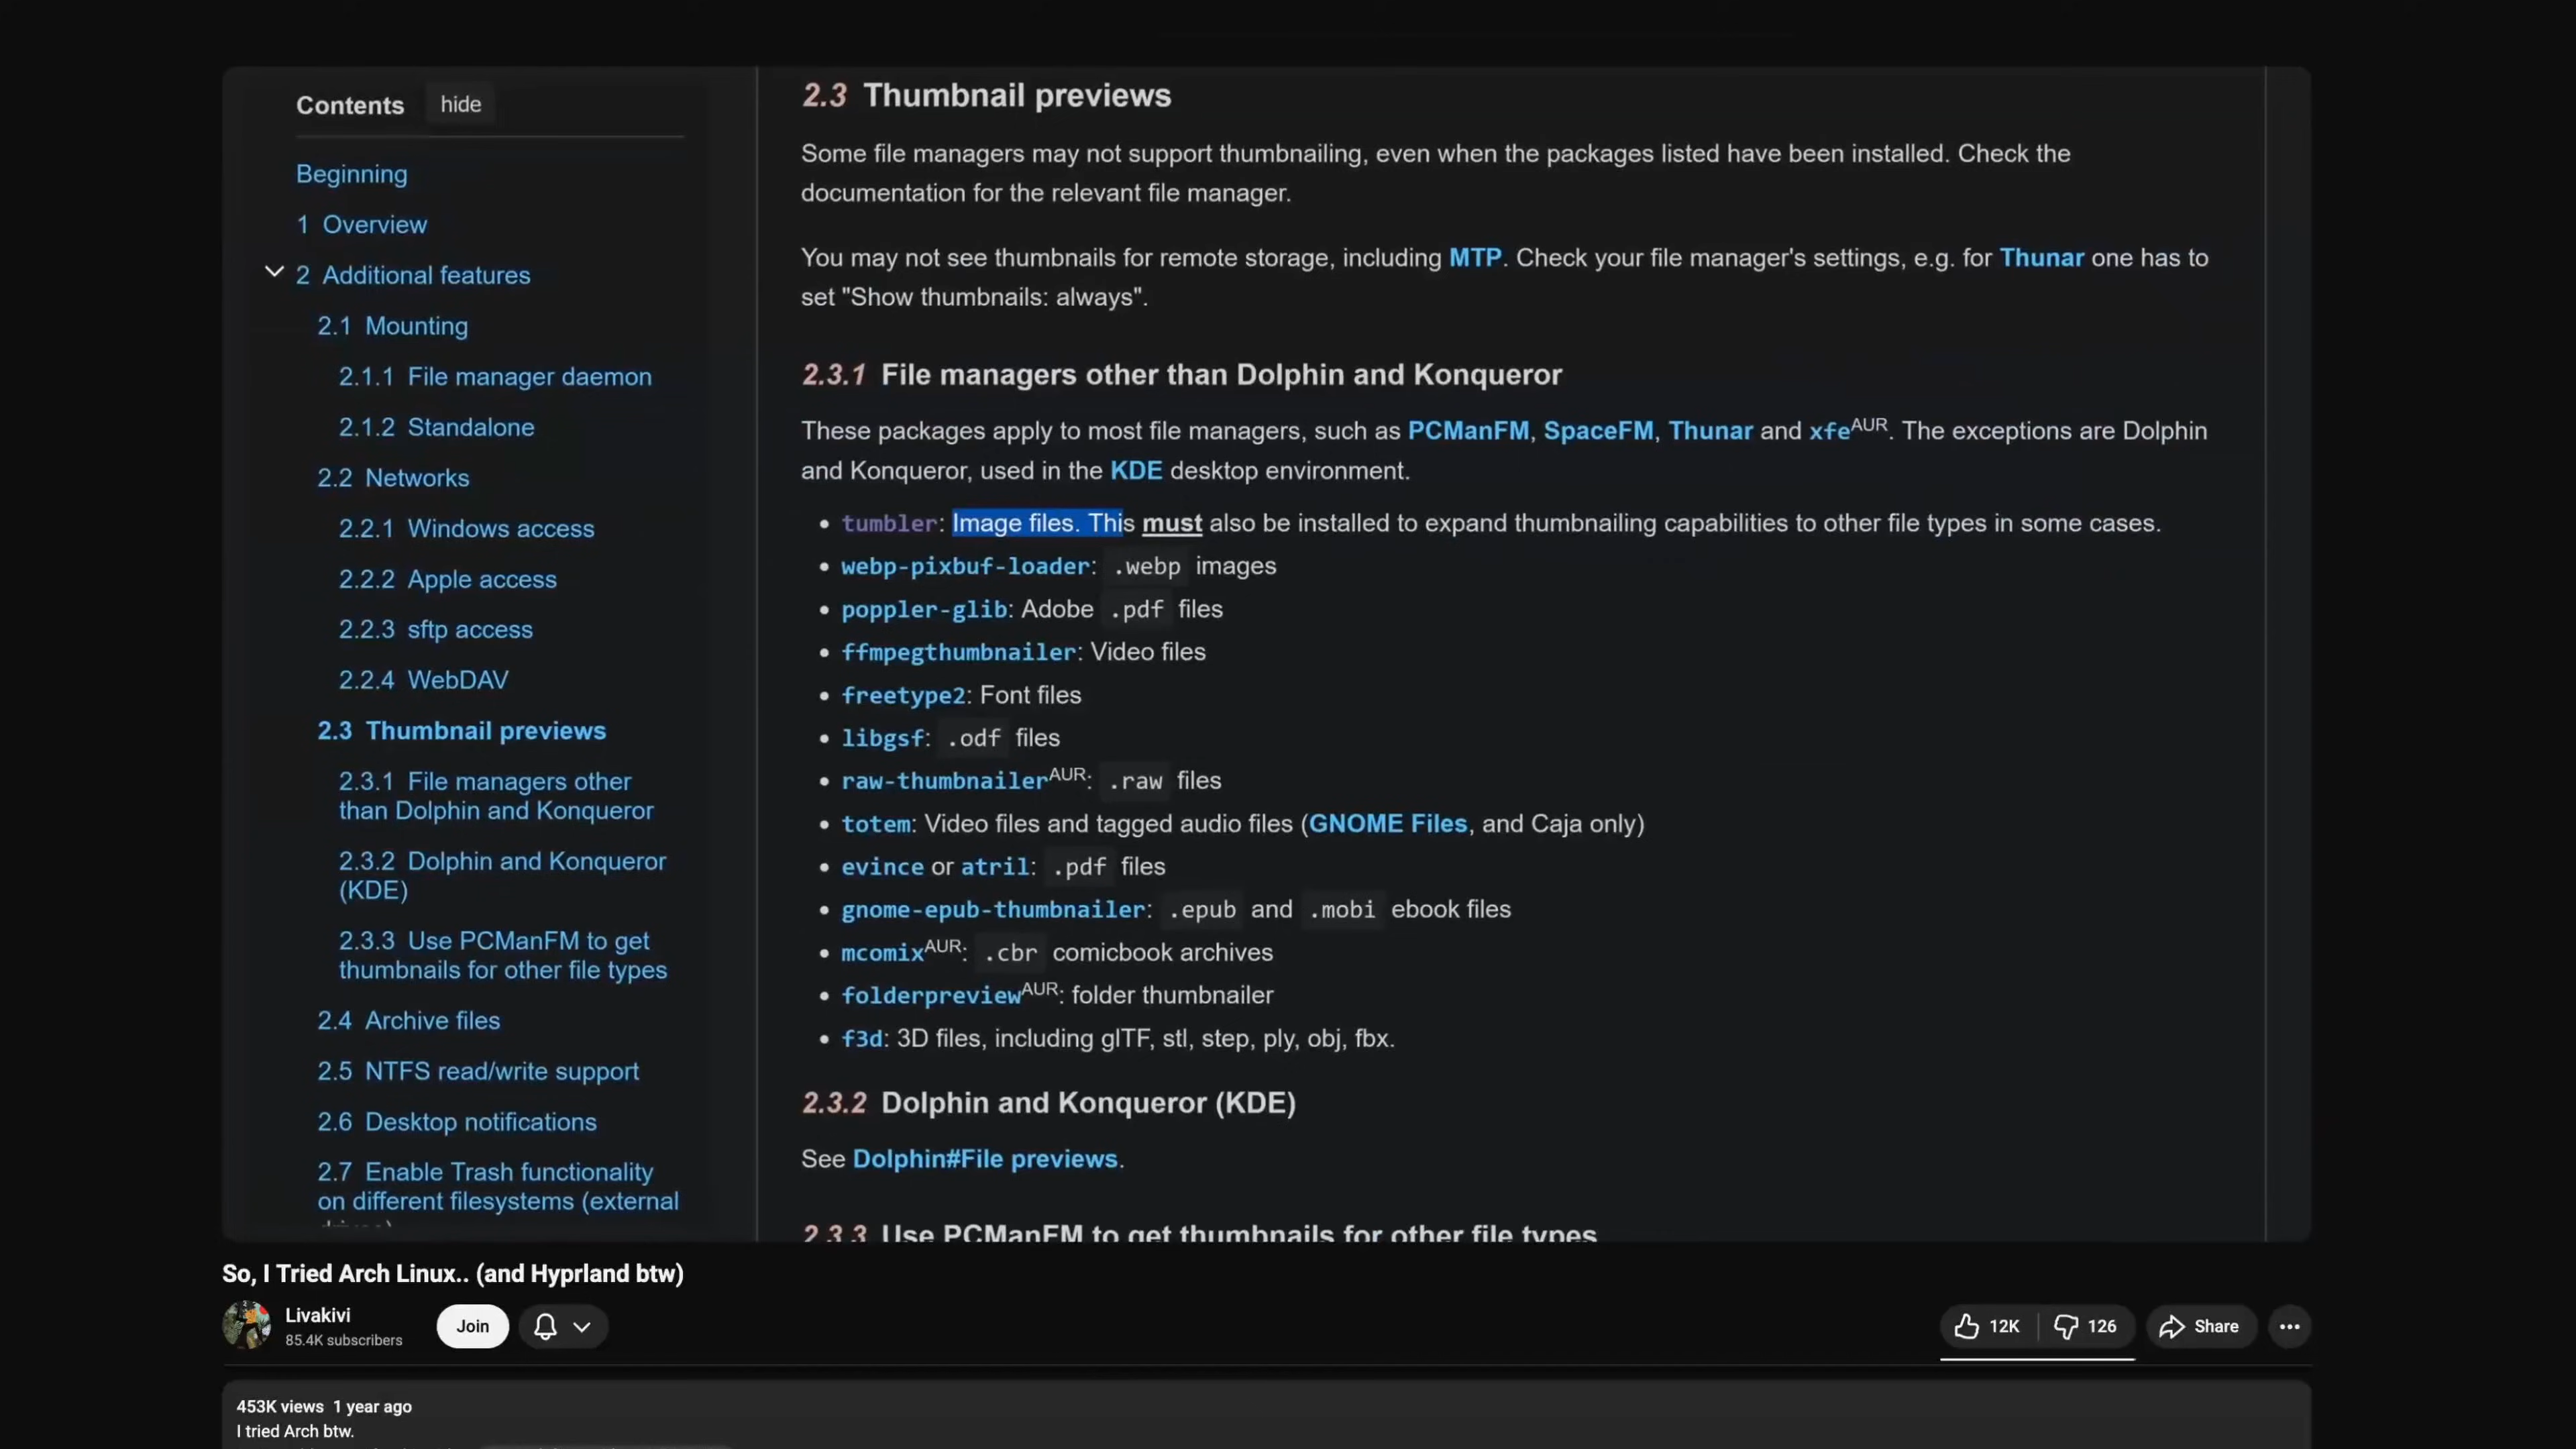 Contents hide
Beginning
1 Overview
2 Additional features
2.1 Mounting
2.1.1 File manager daemon
2.1.2 Standalone
2.2 Networks
2.2.1 Windows access
2.2.2 Apple access
2.2.3 sftp access
2.2.4 WebDAV
2.3 Thumbnail previews
2.3.1 File managers other
than Dolphin and Konqueror
2.3.2 Dolphin and Konqueror
(KDE)
2.3.3 Use PCManFM to get
thumbnails for other file types
2.4 Archive files
2.5 NTFS read/write support
2.6 Desktop notifications
2.7 Enable Trash functionality
on different filesystems (external
2.3 Thumbnail previews
Some file managers may not support thumbnailing, even when the packages listed have been installed. Check the
documentation for the relevant file manager.
You may not see thumbnails for remote storage, including MTP. Check your file manager's settings, e.g. for Thunar one has to
set "Show thumbnails: always".
2.3.1 File managers other than Dolphin and Konqueror
These packages apply to most file managers, such as PCManFM, SpaceFM, Thunar and xfeAUR. The exceptions are Dolphin
and Konqueror, used in the KDE desktop environment.
• tumbler: Image files. This must also be installed to expand thumbnailing capabilities to other file types in some cases.
• webp-pixbuf-loader: .webp images
• poppler-glib: Adobe .pdf files
• ffmpegthumbnailer: Video files
• freetype2: Font files
• libgsf: .odf files
• raw-thumbnailerAUR: .raw files
• totem: Video files and tagged audio files (GNOME Files, and Caja only)
• evince or atril: .pdf files
• gnome-epub-thumbnailer: .epub and .mobi ebook files
• mcomixAUR: .cbr comicbook archives
• folderpreviewAUR: folder thumbnailer
• f3d: 3D files, including glTF, stl, step, ply, obj, fbx.
2.3.2 Dolphin and Konqueror (KDE)
See Dolphin#File previews.
2.3.3 Use PCManFM to get thumbnails for other file types
So, I Tried Arch Linux.. (and Hyprland btw)
Livakivi
85.4K subscribers
Join
12K 126 Share
453K views 1 year ago
I tried Arch btw.